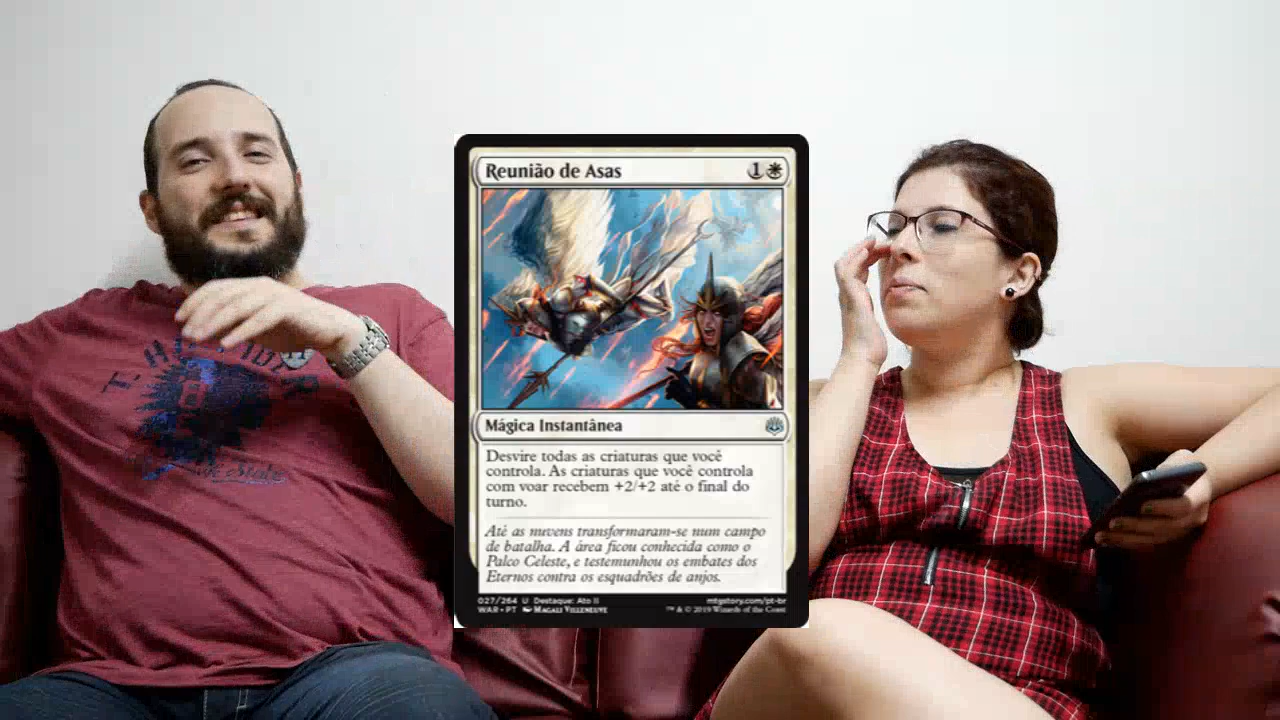 Reunião de Asas 1
Mágica Instantânea
Desvire todas as criaturas que você
controla. As criaturas que você controla
com voar recebem +2/+2 até o final do
turno.
Até as nuvens transformaram-se num campo
de batalha. A área ficou conhecida como o
Palco Celeste, e testemunhou os embates dos
Eternos contra os esquadrões de anjos.
027/264 U Destaque: Ato II mtgstory.com/pt-br
WAR • PT Magali Villeneuve ™ & © 2019 Wizards of the Coast